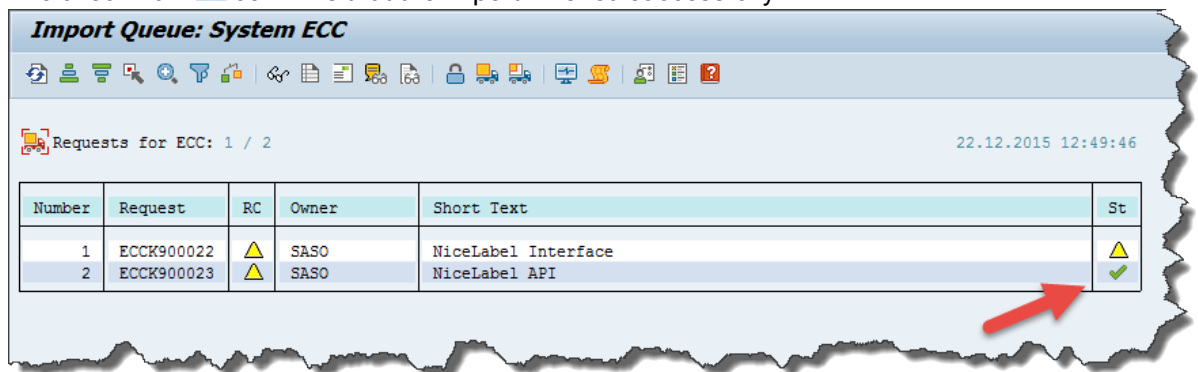 Import Queue: System ECC
Requests for ECC: 1 / 2 22.12.2015 12:49:46
Number Request RC Owner Short Text St
1 ECCK900022 SASO NiceLabel Interface
2 ECCK900023 SASO NiceLabel API